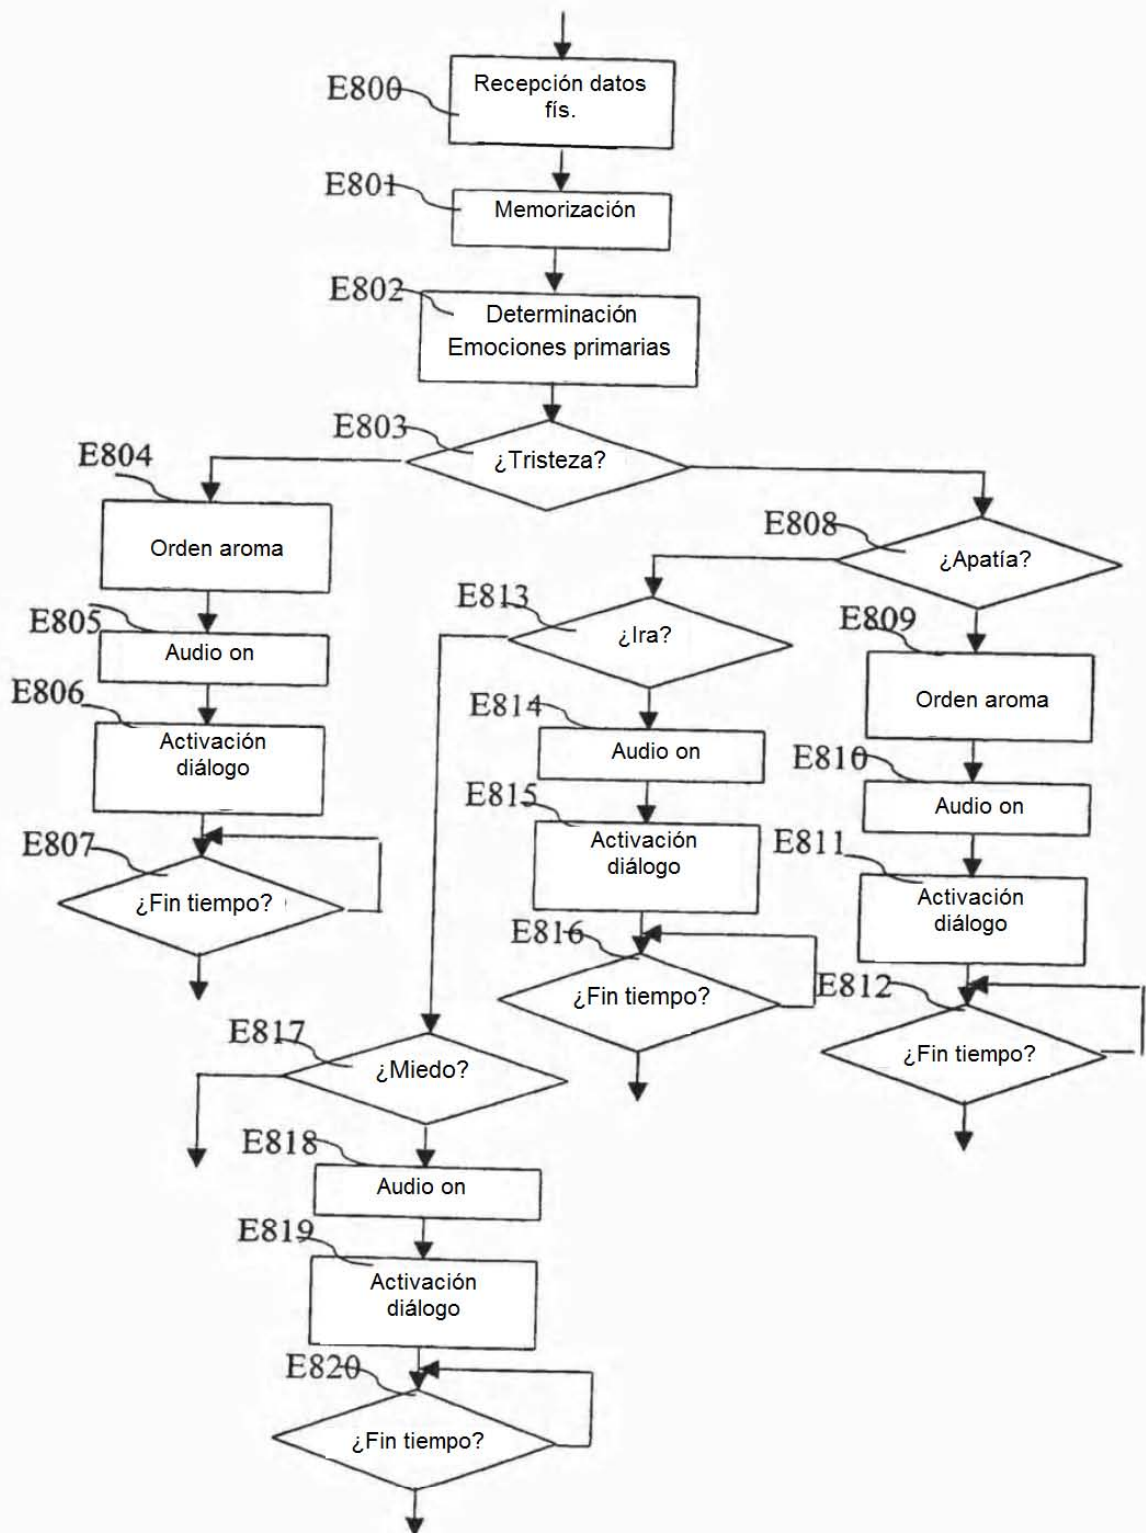 E800
Recepción datos
fís.
E801
Memorización
E802
Determinación
Emociones primarias
E803
¿Tristeza?
E804
Orden aroma
E805
Audio on
E806
Activación
diálogo
E807
¿Fin tiempo?
E808
¿Apatía?
E809
Orden aroma
E810
Audio on
E811
Activación
diálogo
E812
¿Fin tiempo?
E813
¿Ira?
E814
Audio on
E815
Activación
diálogo
E816
¿Fin tiempo?
E817
¿Miedo?
E818
Audio on
E819
Activación
diálogo
E820
¿Fin tiempo?